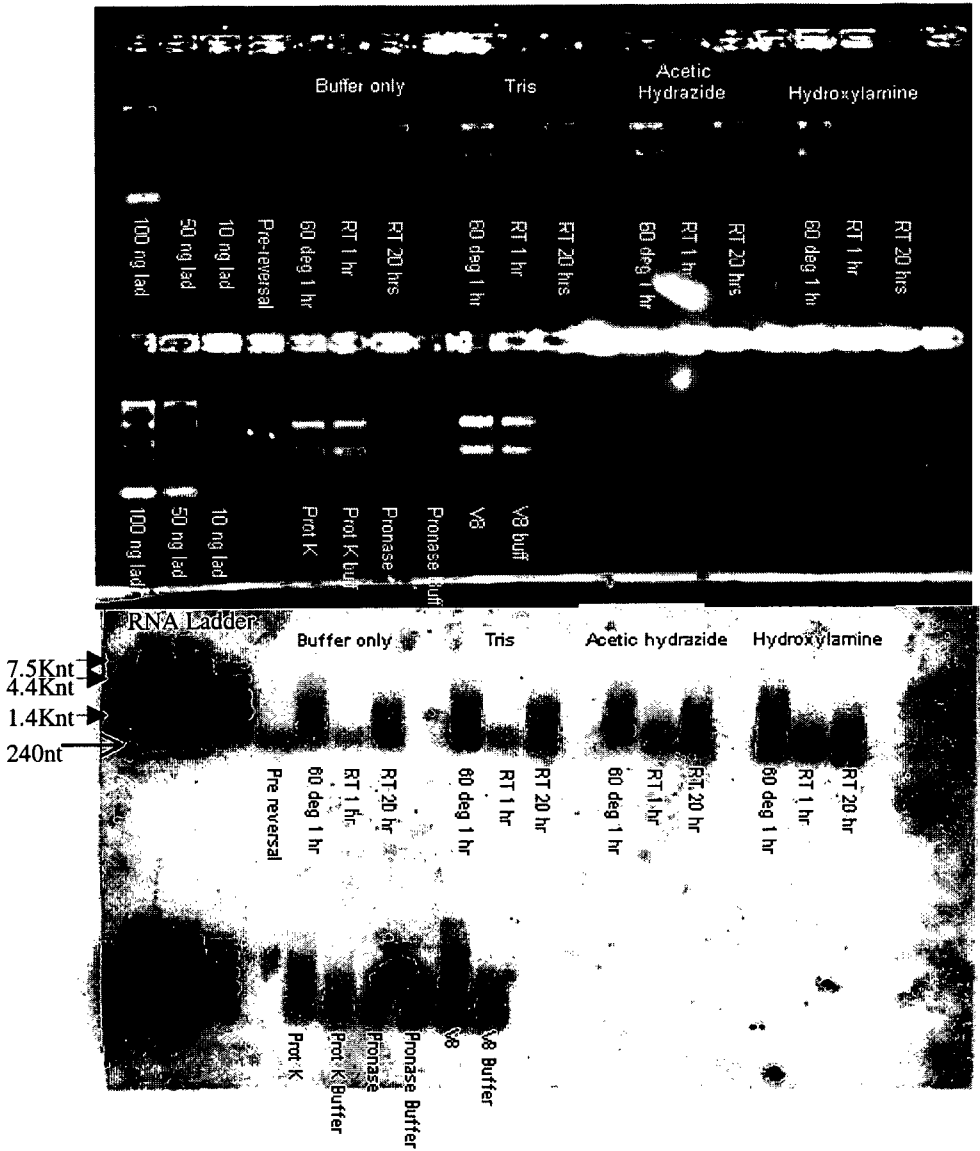 Buffer only
Tris
Acetic
Hydrazide
Hydroxylamine
100 ng lad
50 ng lad
10 ng lad
Pre-reversal
60 deg 1 hr
RT 1 hr
RT 20 hrs
60 deg 1 hr
RT 1 hr
RT 20 hrs
60 deg 1 hr
RT 1 hr
RT 20 hrs
60 deg 1 hr
RT 1 hr
RT 20 hrs
100 ng lad
50 ng lad
10 ng lad
Prot K
Prot K buff
Pronase
Pronase buff
V8
V8 buff
RNA Ladder
Buffer only
Tris
Acetic hydrazide
Hydroxylamine
7.5Knt
4.4Knt
1.4Knt
240nt
Pre reversal
60 deg 1 hr
RT 1 hr
RT 20 hr
60 deg 1 hr
RT 1 hr
RT 20 hr
60 deg 1 hr
RT 1 hr
RT 20 hr
60 deg 1 hr
RT 1 hr
RT 20 hr
Prot K
Prot K Buffer
Pronase
Pronase Buffer
V8
V8 Buffer